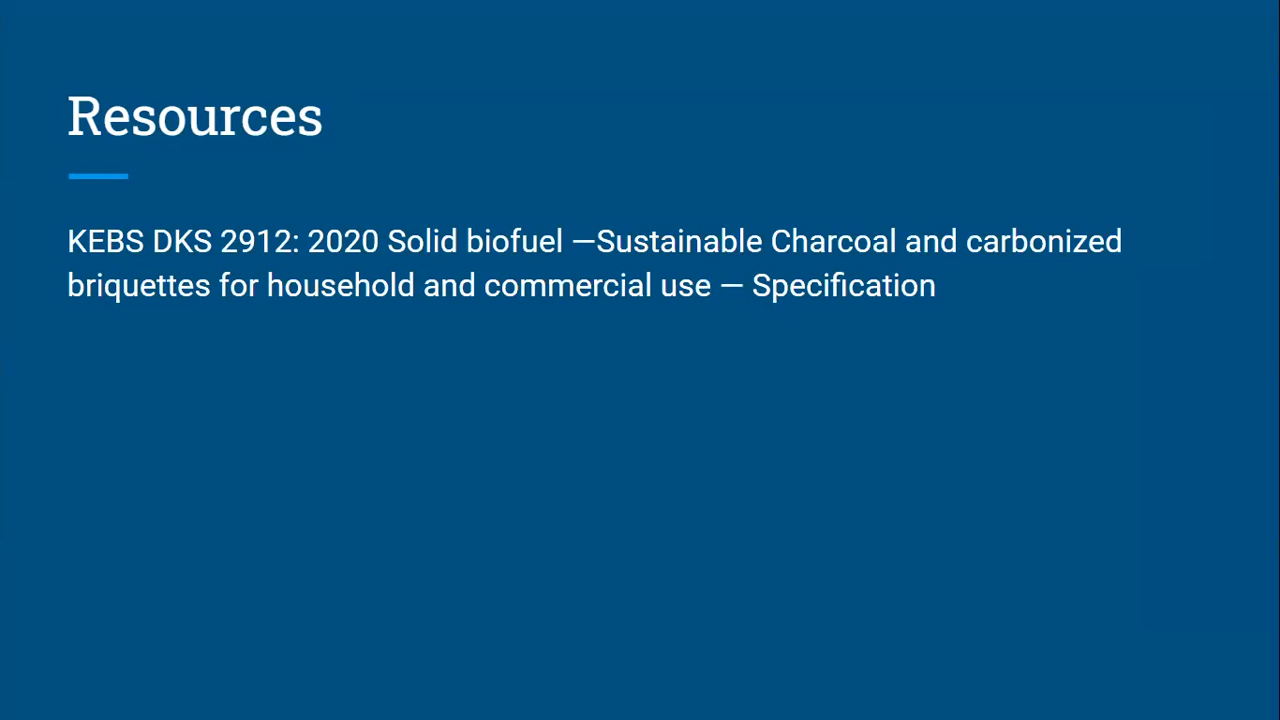 Resources
KEBS DKS 2912: 2020 Solid biofuel —Sustainable Charcoal and carbonized
briquettes for household and commercial use — Specification